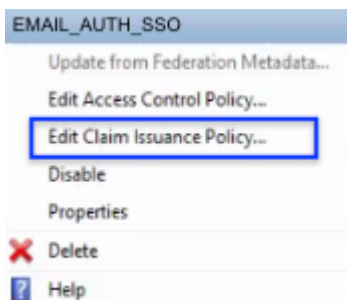 EMAIL_AUTH_SSO
Update from Federation Metadata...
Edit Access Control Policy...
Edit Claim Issuance Policy...
Disable
Properties
Delete
? Help